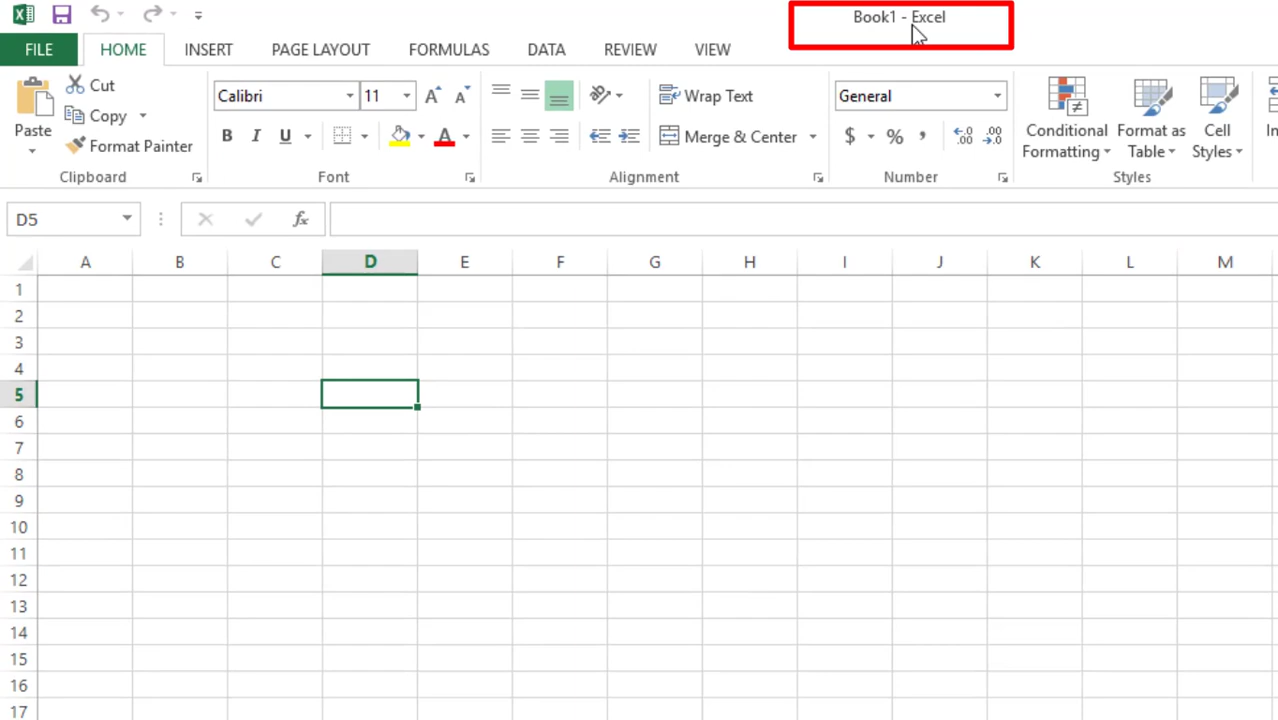 Book1 - Excel
FILE HOME INSERT PAGE LAYOUT FORMULAS DATA REVIEW VIEW
Paste
Cut
Copy
Format Painter
Clipboard
Calibri 11
B I U A
Font
Wrap Text
Merge & Center
Alignment
General
$ % ,
Number
Conditional
Formatting
Format as
Table
Cell
Styles
Styles
D5 fx
A B C D E F G H I J K L M
1
2
3
4
5
6
7
8
9
10
11
12
13
14
15
16
17